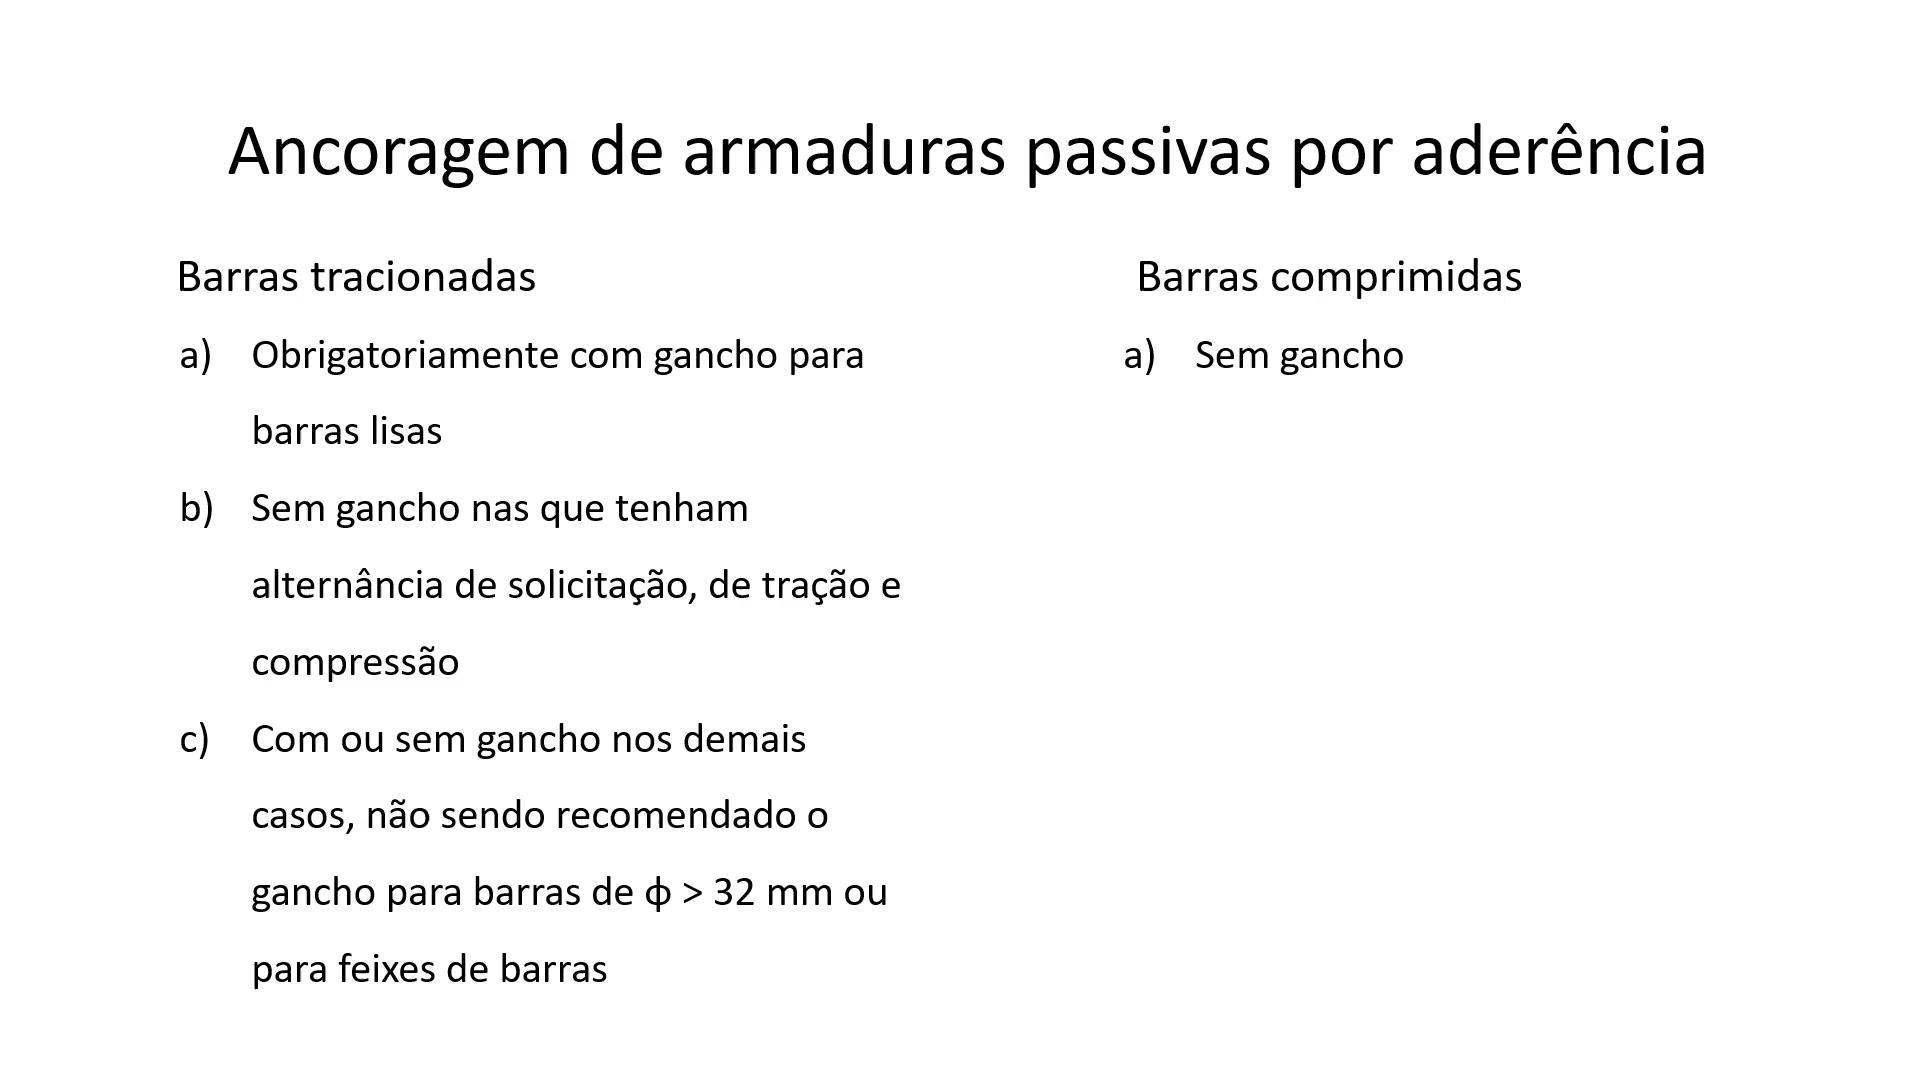 Ancoragem de armaduras passivas por aderência
Barras tracionadas
a) Obrigatoriamente com gancho para
barras lisas
b) Sem gancho nas que tenham
alternância de solicitação, de tração e
compressão
c) Com ou sem gancho nos demais
casos, não sendo recomendado o
gancho para barras de ϕ > 32 mm ou
para feixes de barras
Barras comprimidas
a) Sem gancho